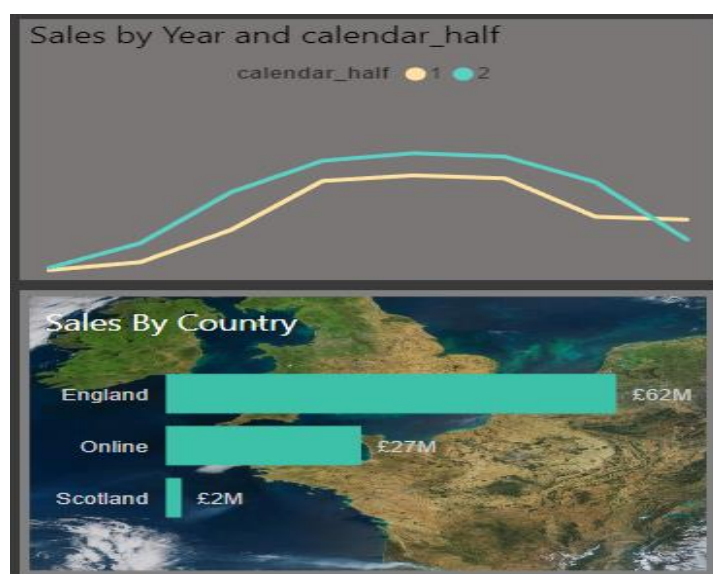 Sales by Year and calendar_half
calendar_half 1 2
Sales By Country
England £62M
Online £27M
Scotland £2M